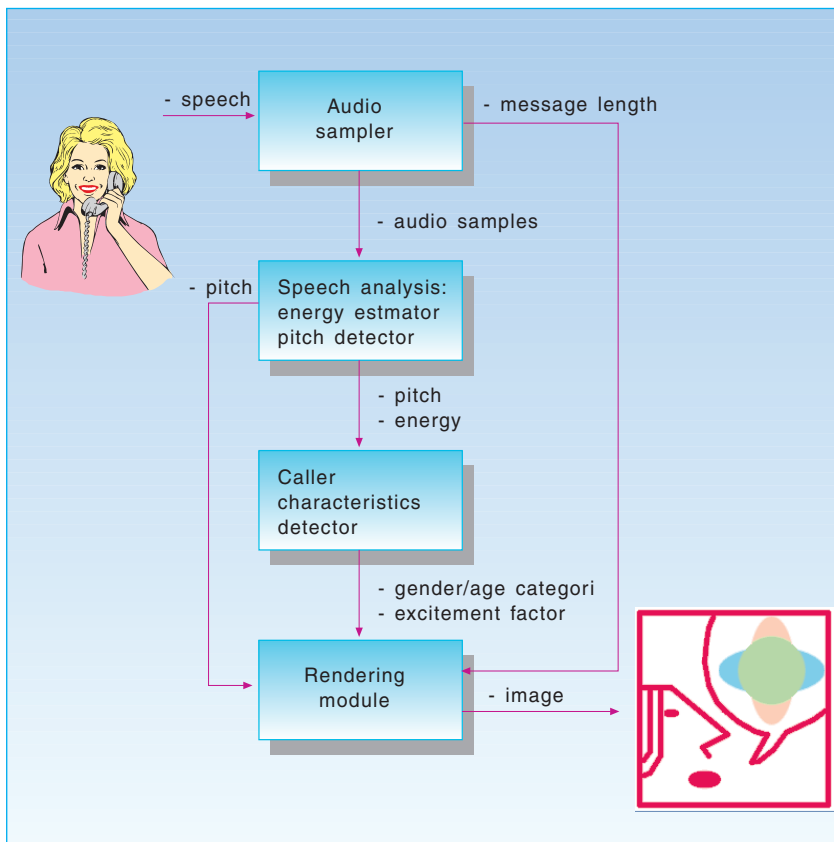 - speech
Audio
sampler
- message length
- audio samples
- pitch
Speech analysis:
energy estmator
pitch detector
- pitch
- energy
Caller
characteristics
detector
- gender/age categori
- excitement factor
Rendering
module
- image